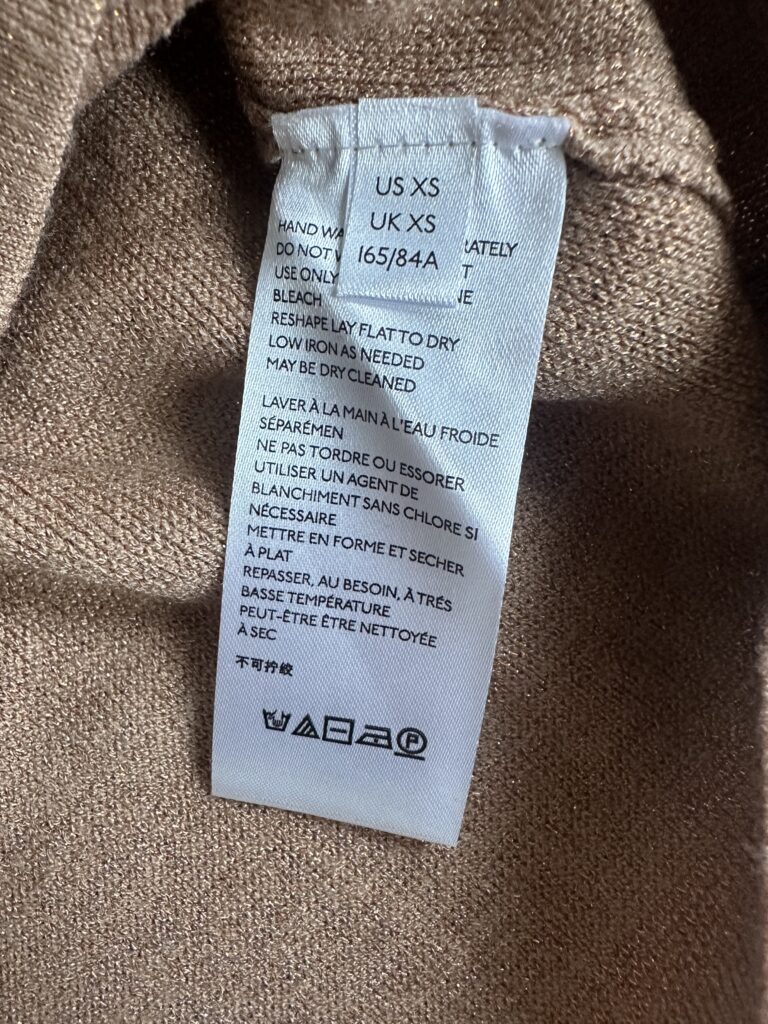 US XS
UK XS
165/84A
HAND WA RATELY
DO NOT T
USE ONLY NE
BLEACH
RESHAPE LAY FLAT TO DRY
LOW IRON AS NEEDED
MAY BE DRY CLEANED
LAVER À LA MAIN À L'EAU FROIDE
SÉPARÉMEN
NE PAS TORDRE OU ESSORER
UTILISER UN AGENT DE
BLANCHIMENT SANS CHLORE SI
NÉCESSAIRE
METTRE EN FORME ET SECHER
À PLAT
REPASSER, AU BESOIN, À TRÉS
BASSE TEMPÉRATURE
PEUT-ÊTRE ÊTRE NETTOYÉE
À SEC
不可拧绞
P